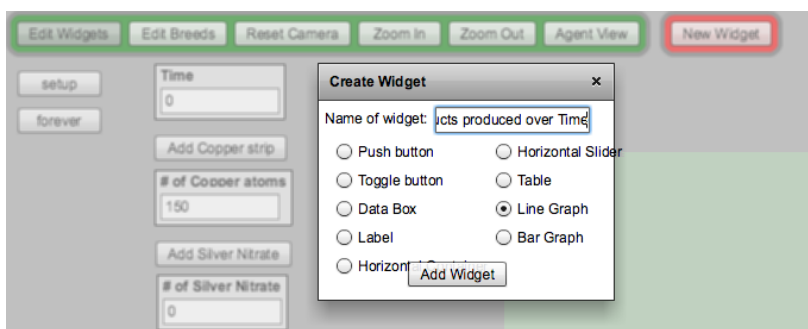 Edit Widgets Edit Breeds Reset Camera Zoom In Zoom Out Agent View New Widget
setup
forever
Time
0
Add Copper strip
# of Copper atoms
150
Add Silver Nitrate
# of Silver Nitrate
0
Create Widget ×
Name of widget: ucts produced over Time
Push button Horizontal Slider
Toggle button Table
Data Box Line Graph
Label Bar Graph
Horizontal
Add Widget